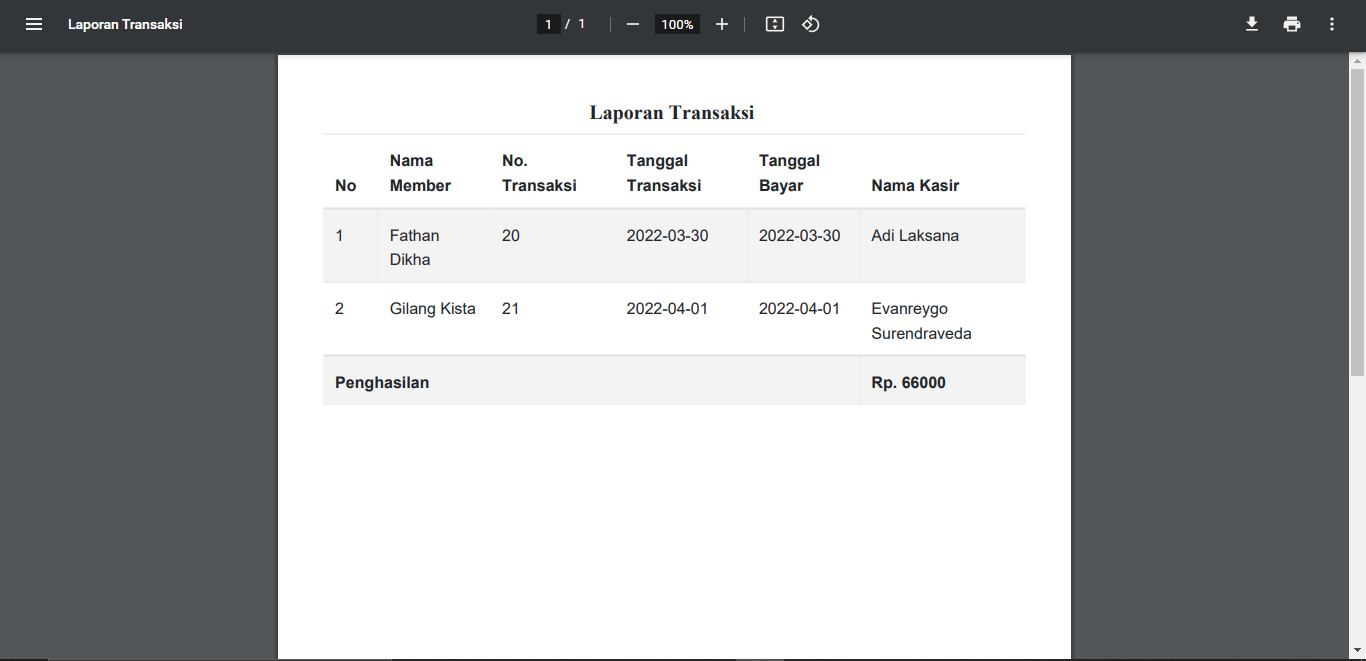 Laporan Transaksi
1 / 1
100%
Laporan Transaksi
No Nama Member No. Transaksi Tanggal Transaksi Tanggal Bayar Nama Kasir
1 Fathan Dikha 20 2022-03-30 2022-03-30 Adi Laksana
2 Gilang Kista 21 2022-04-01 2022-04-01 Evanreygo Surendraveda
Penghasilan Rp. 66000